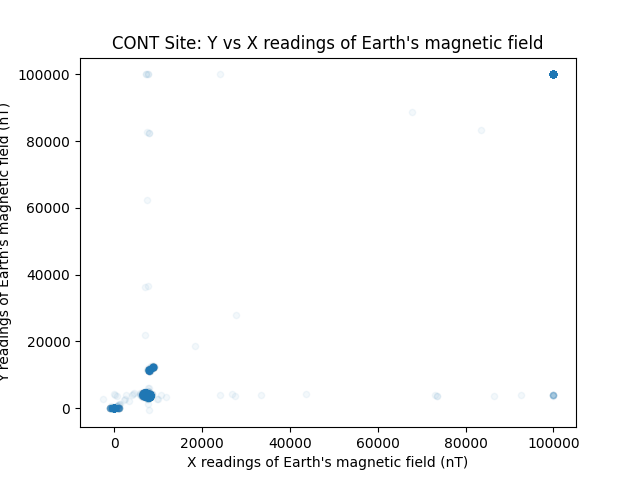 CONT Site: Y vs X readings of Earth's magnetic field
100000
80000
60000
40000
20000
0
Y readings of Earth's magnetic field (nT)
0 20000 40000 60000 80000 100000
X readings of Earth's magnetic field (nT)